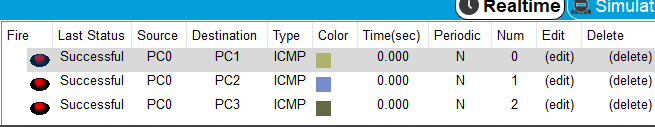 Realtime Simulat
Fire Last Status Source Destination Type Color Time(sec) Periodic Num Edit Delete
Successful PC0 PC1 ICMP 0.000 N 0 (edit) (delete)
Successful PC0 PC2 ICMP 0.000 N 1 (edit) (delete)
Successful PC0 PC3 ICMP 0.000 N 2 (edit) (delete)